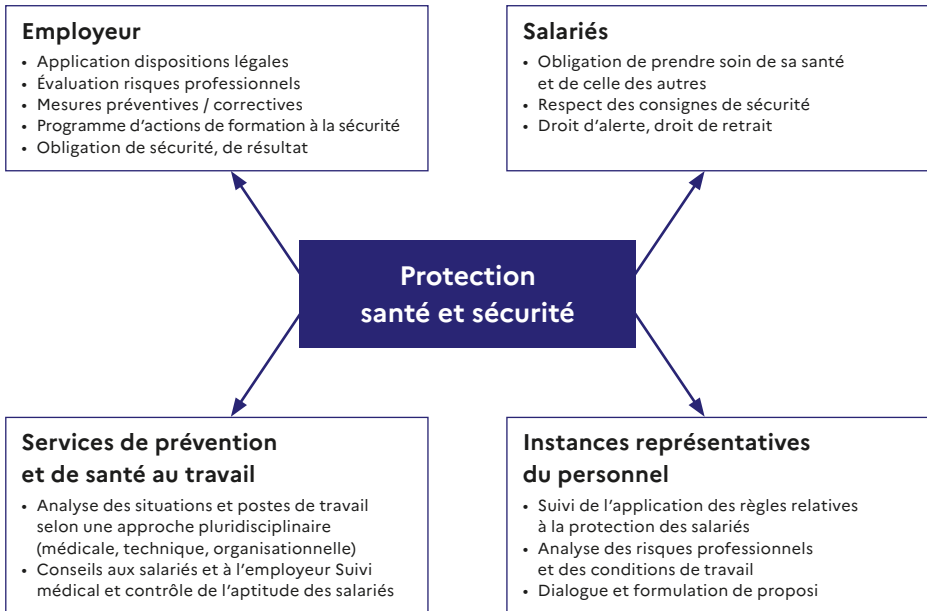 Employeur
• Application dispositions légales
• Évaluation risques professionnels
• Mesures préventives / correctives
• Programme d'actions de formation à la sécurité
• Obligation de sécurité, de résultat
Salariés
• Obligation de prendre soin de sa santé
et de celle des autres
• Respect des consignes de sécurité
• Droit d'alerte, droit de retrait
Protection
santé et sécurité
Services de prévention
et de santé au travail
• Analyse des situations et postes de travail
selon une approche pluridisciplinaire
(médicale, technique, organisationnelle)
• Conseils aux salariés et à l'employeur Suivi
médical et contrôle de l'aptitude des salariés
Instances représentatives
du personnel
• Suivi de l'application des règles relatives
à la protection des salariés
• Analyse des risques professionnels
et des conditions de travail
• Dialogue et formulation de proposi